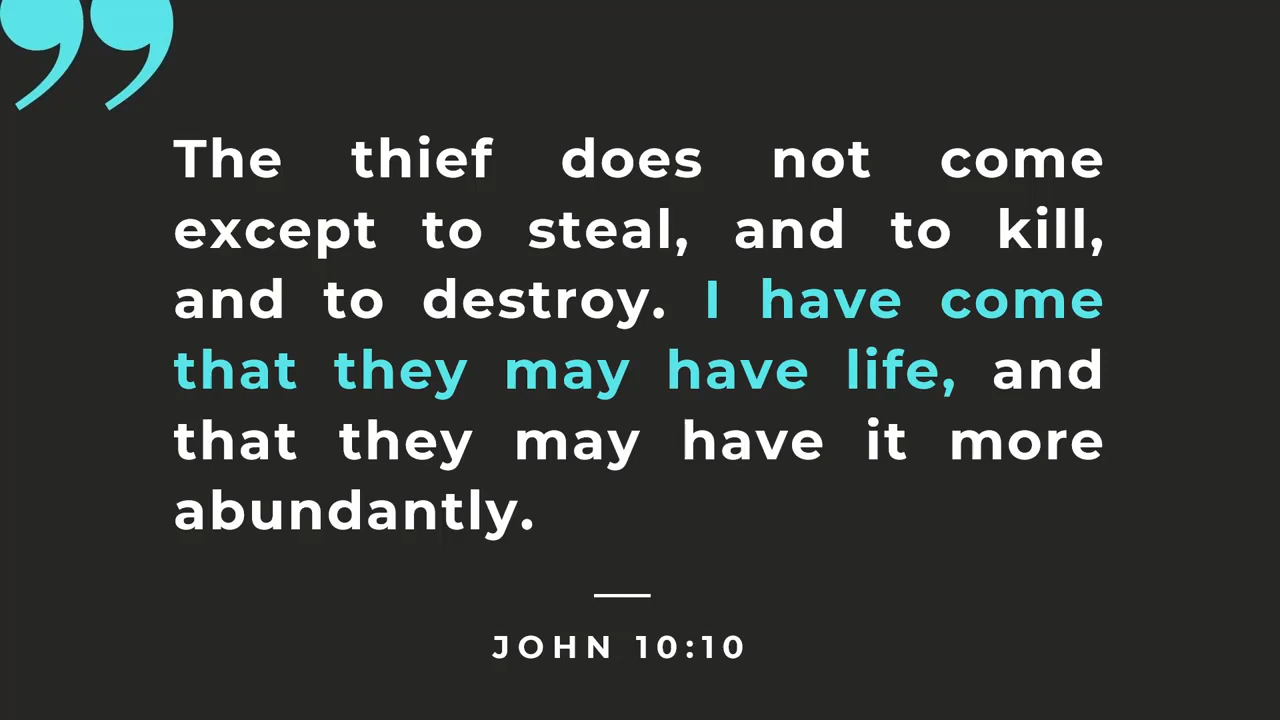 The thief does not come
except to steal, and to kill,
and to destroy. I have come
that they may have life, and
that they may have it more
abundantly.
JOHN 10:10